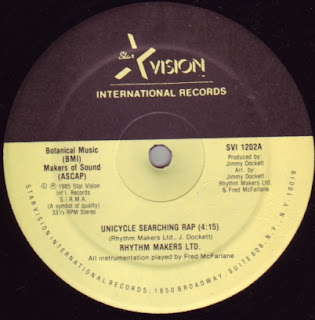 Star
VISION
INTERNATIONAL RECORDS
Botanical Music
(BMI)
Makers of Sound
(ASCAP)
© ℗ 1985 Star Vision
Int'l. Records
S.I.R.M.A.
(A symbol of quality)
33⅓ RPM Stereo
SVI 1202A
Produced by:
Jimmy Dockett
Arr. by:
Jimmy Dockett
Rhythm Makers Ltd.
& Fred McFarlane
UNICYCLE SEARCHING RAP (4:15)
(Rhythm Makers Ltd., J. Dockett)
RHYTHM MAKERS LTD.
All instrumentation played by Fred McFarlane
STAR VISION INTERNATIONAL RECORDS, 1650 BROADWAY, SUITE 808, N.Y., N.Y. 10019